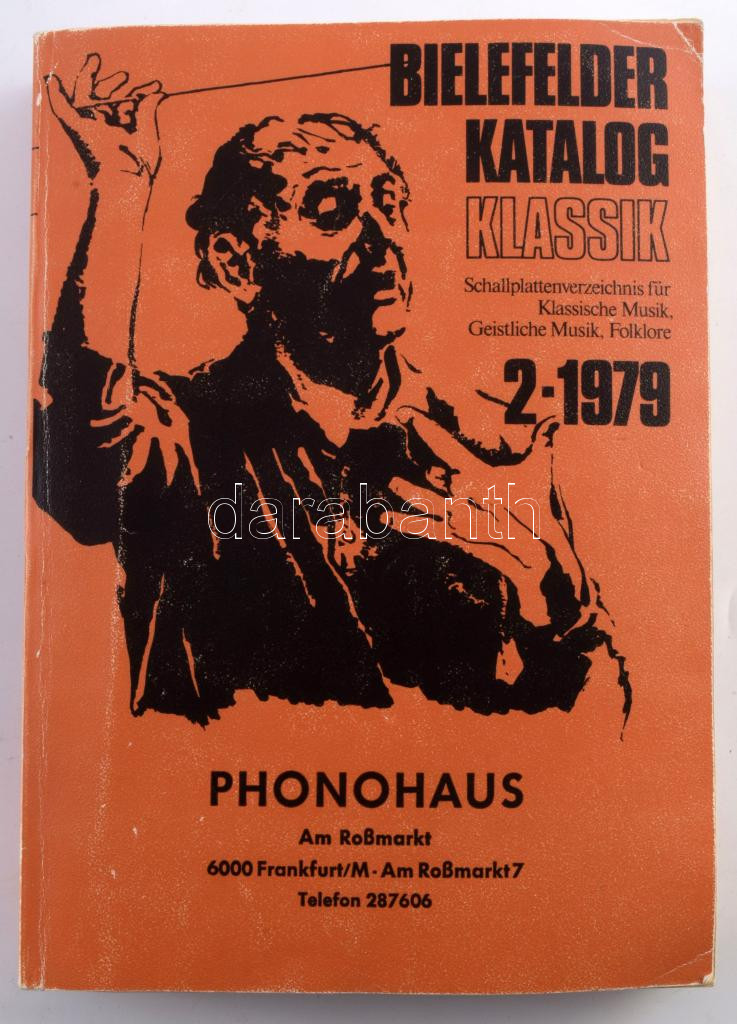 BIELEFELDER
KATALOG
KLASSIK
Schallplattenverzeichnis für
Klassische Musik,
Geistliche Musik, Folklore
2·1979
darabanth
PHONOHAUS
Am Roßmarkt
6000 Frankfurt/M·Am Roßmarkt 7
Telefon 287606